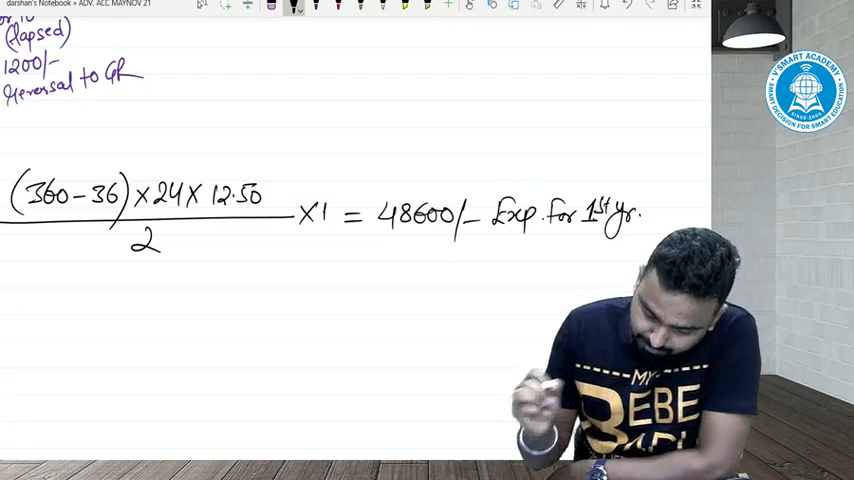 darshan's Notebook > ADV. ACC MAYNOV 21
(lapsed)
1200/-
Reversal to GR
(360-36) × 24 × 12.50
2
×1 = 48600/- Exp. for 1st yr.
V'SMART ACADEMY
SINCE-2005
SMART DECISION FOR SMART EDUCATION
MY
BEBE